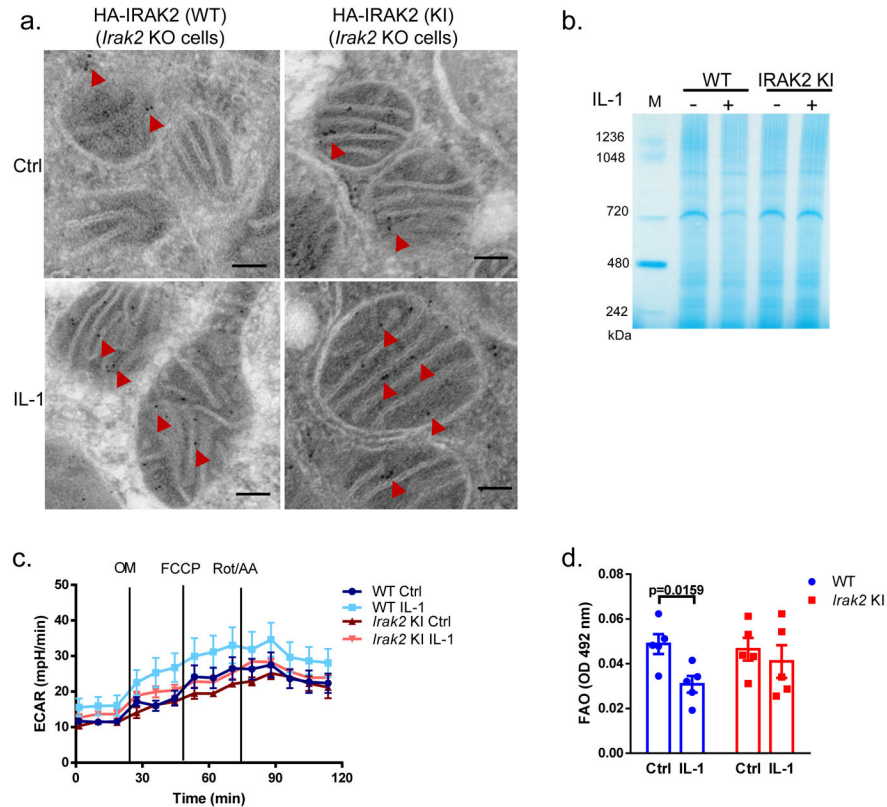 a.
HA-IRAK2 (WT)
(Irak2 KO cells)
HA-IRAK2 (KI)
(Irak2 KO cells)
Ctrl
IL-1
b.
WT IRAK2 KI
IL-1 M - + - +
1236
1048
720
480
242
kDa
c.
OM FCCP Rot/AA
WT Ctrl
WT IL-1
Irak2 KI Ctrl
Irak2 KI IL-1
ECAR (mpH/min)
50
40
30
20
10
0
0 30 60 90 120
Time (min)
d.
WT
Irak2 KI
p=0.0159
FAO (OD 492 nm)
0.08
0.06
0.04
0.02
0.00
Ctrl IL-1 Ctrl IL-1